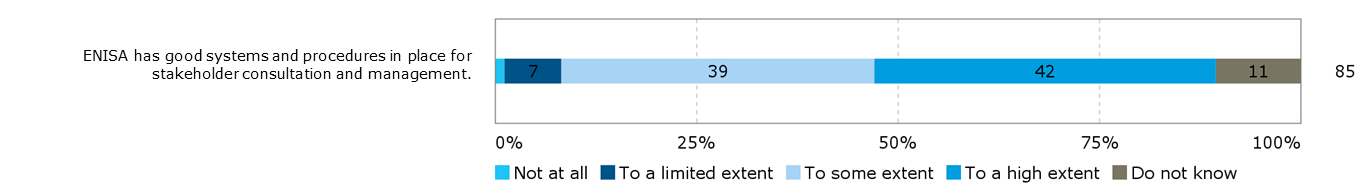 ENISA has good systems and procedures in place for
stakeholder consultation and management.
7 39 42 11 85
0% 25% 50% 75% 100%
Not at all To a limited extent To some extent To a high extent Do not know